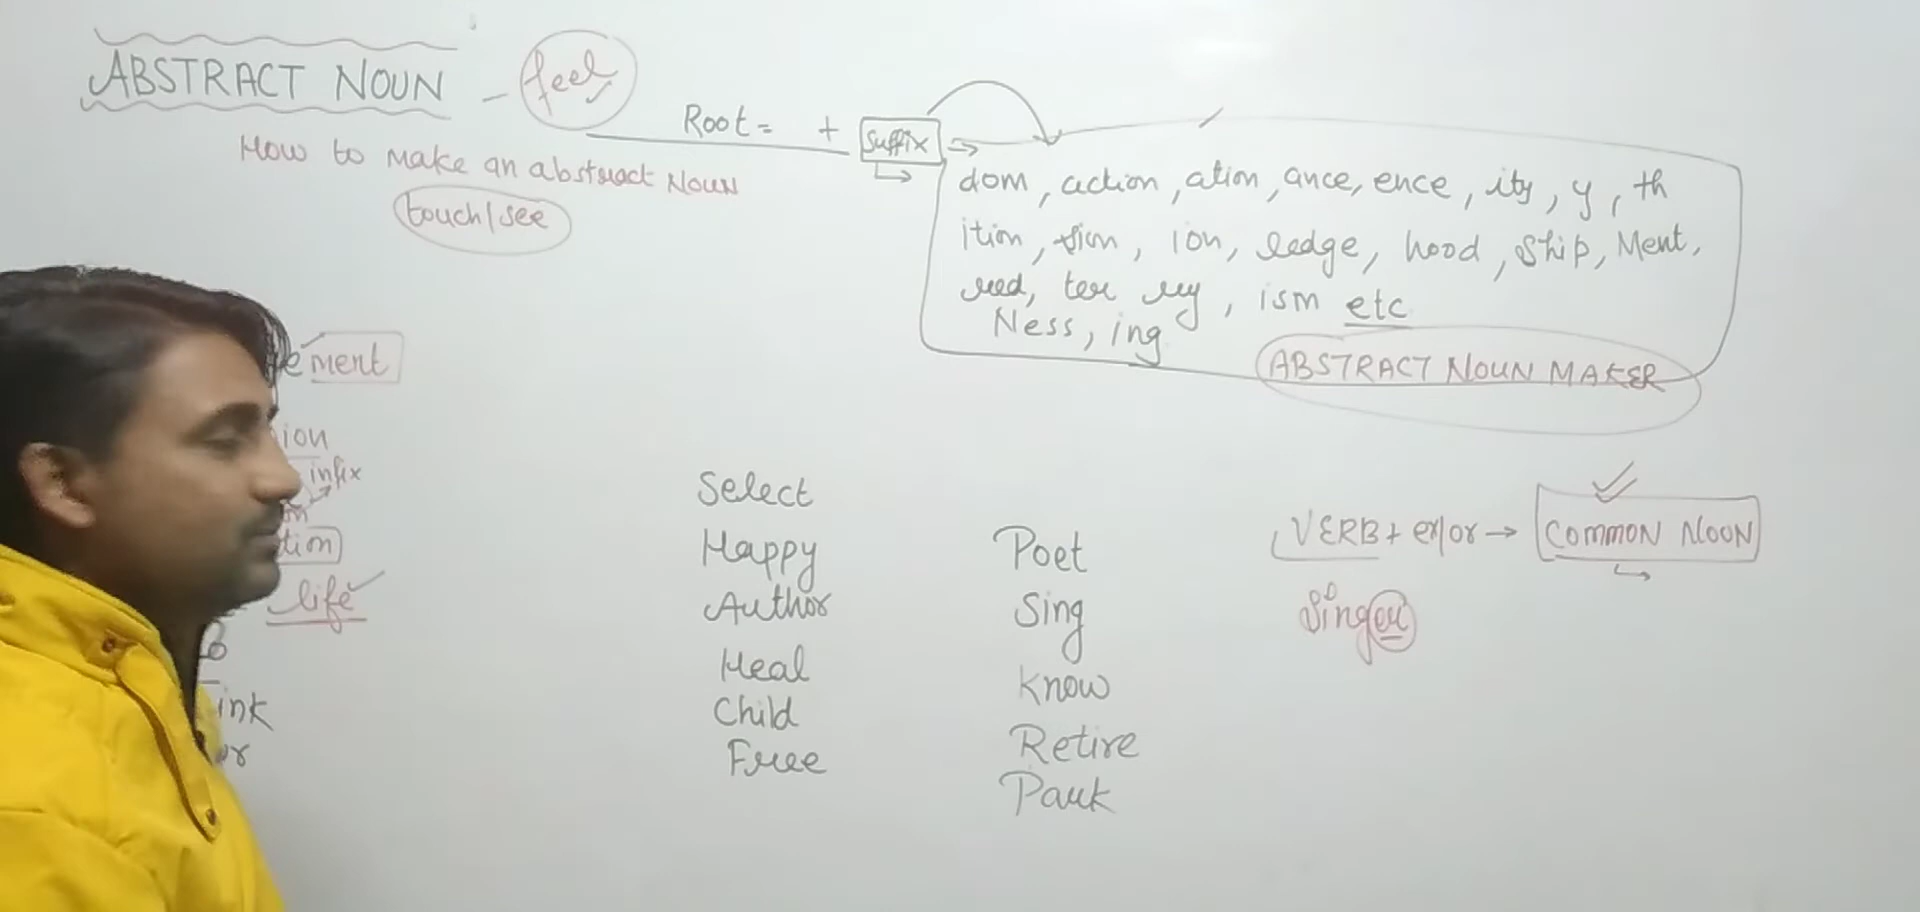 ABSTRACT NOUN - feel
Root = + Suffix
How to make an abstract Noun
touch/see
dom, action, ation, ance, ence, ity, y, th
ition, sion, ion, ledge, hood, ship, Ment,
red, ter ry, ism etc
Ness, ing
ABSTRACT NOUN MAKER
ement
ion
infix
tion
life
ink
or
Select
Happy
Author
Heal
Child
Free
Poet
Sing
Know
Retire
Park
VERB + er/or → COMMON NOUN
Singer